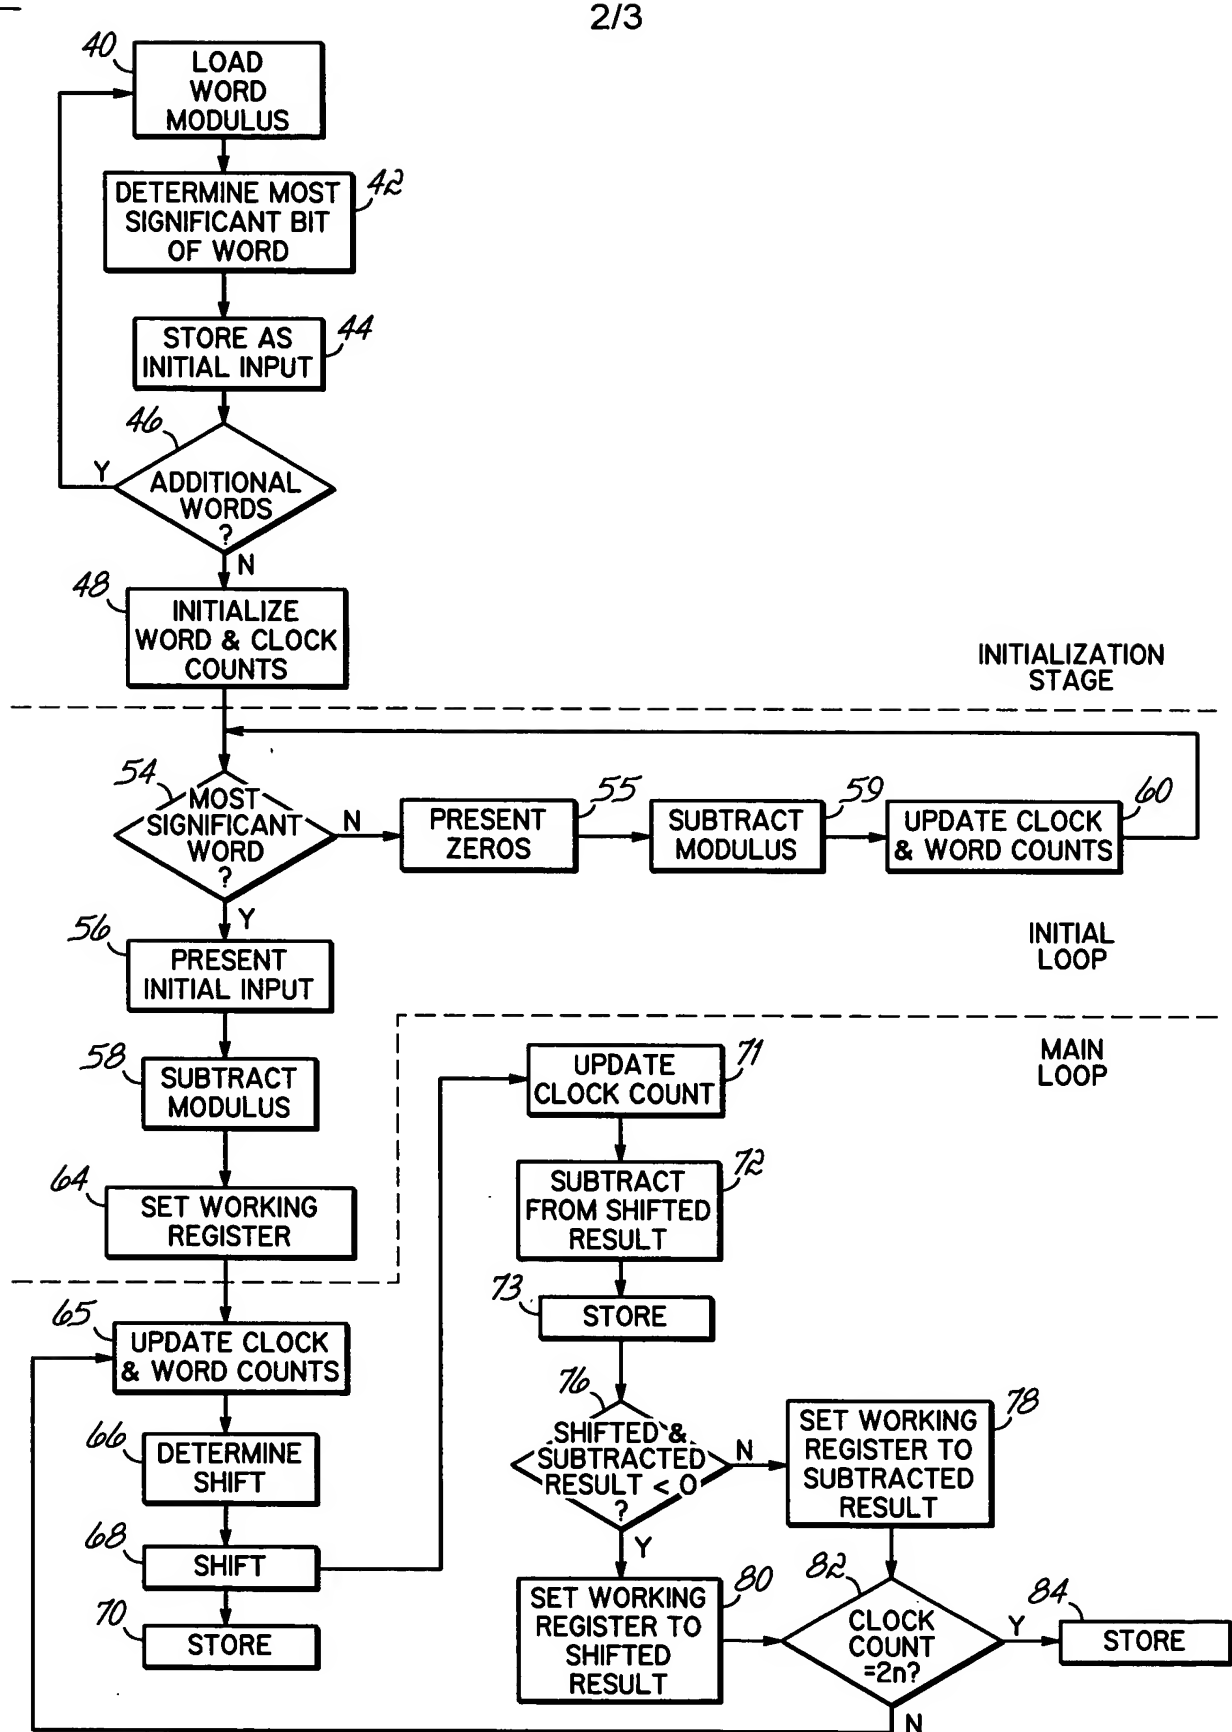 2/3
40
LOAD
WORD
MODULUS
DETERMINE MOST
SIGNIFICANT BIT
OF WORD
42
STORE AS
INITIAL INPUT
44
46
Y
ADDITIONAL
WORDS
?
N
48
INITIALIZE
WORD & CLOCK
COUNTS
INITIALIZATION
STAGE
54
MOST
SIGNIFICANT
WORD
?
N
PRESENT
ZEROS
55
SUBTRACT
MODULUS
59
UPDATE CLOCK
& WORD COUNTS
60
Y
56
PRESENT
INITIAL INPUT
INITIAL
LOOP
58
SUBTRACT
MODULUS
64
SET WORKING
REGISTER
MAIN
LOOP
65
UPDATE CLOCK
& WORD COUNTS
66
DETERMINE
SHIFT
68
SHIFT
70
STORE
UPDATE
CLOCK COUNT
71
SUBTRACT
FROM SHIFTED
RESULT
72
73
STORE
76
SHIFTED &
SUBTRACTED
RESULT < 0
?
N
SET WORKING
REGISTER TO
SUBTRACTED
RESULT
78
Y
SET WORKING
REGISTER TO
SHIFTED
RESULT
80
82
CLOCK
COUNT
=2n?
Y
84
STORE
N